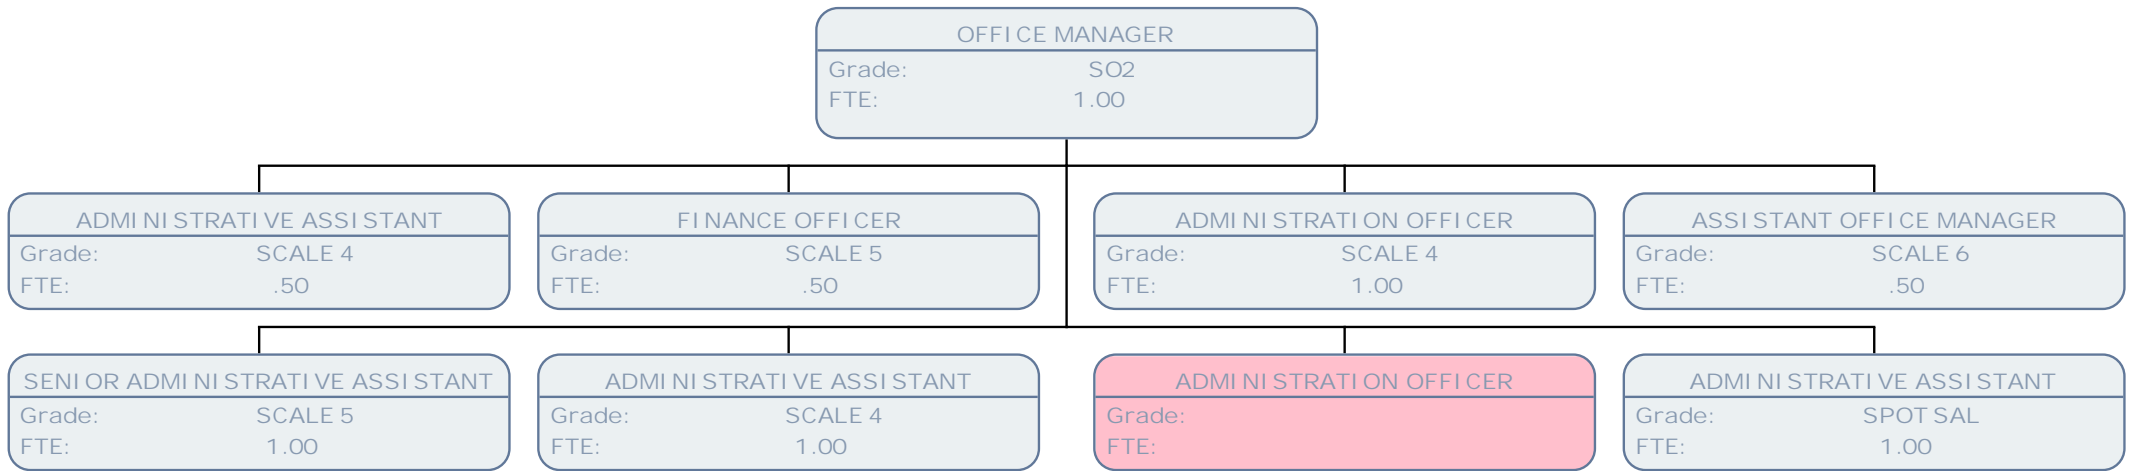 OFFICE MANAGER
Grade: SO2
FTE: 1.00
ADMINISTRATIVE ASSISTANT
Grade: SCALE 4
FTE: .50
FINANCE OFFICER
Grade: SCALE 5
FTE: .50
ADMINISTRATION OFFICER
Grade: SCALE 4
FTE: 1.00
ASSISTANT OFFICE MANAGER
Grade: SCALE 6
FTE: .50
SENIOR ADMINISTRATIVE ASSISTANT
Grade: SCALE 5
FTE: 1.00
ADMINISTRATIVE ASSISTANT
Grade: SCALE 4
FTE: 1.00
ADMINISTRATION OFFICER
Grade:
FTE:
ADMINISTRATIVE ASSISTANT
Grade: SPOT SAL
FTE: 1.00